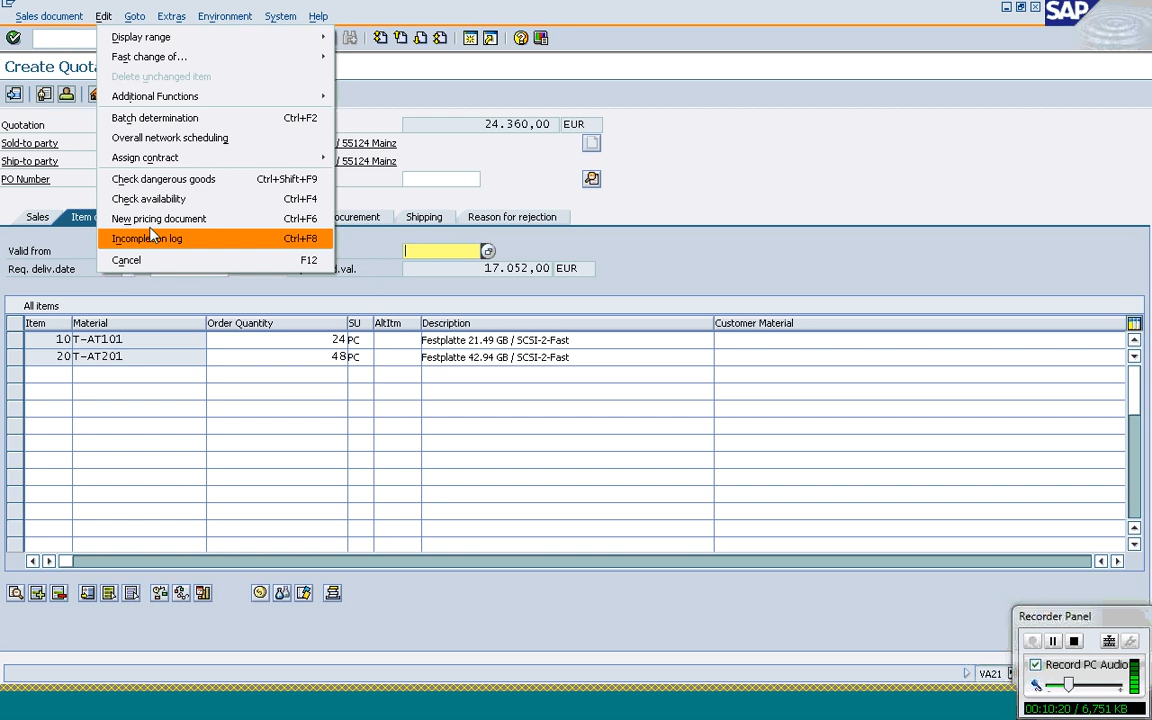 Sales document Edit Goto Extras Environment System Help
SAP
Create Quota
Display range
Fast change of...
Delete unchanged item
Additional Functions
Batch determination Ctrl+F2
Overall network scheduling
Assign contract
Check dangerous goods Ctrl+Shift+F9
Check availability Ctrl+F4
New pricing document Ctrl+F6
Incompletion log Ctrl+F8
Cancel F12
Quotation 24.360,00 EUR
Sold-to party / 55124 Mainz
Ship-to party / 55124 Mainz
PO Number
Sales Item o ocurement Shipping Reason for rejection
Valid from
Req. deliv.date .val. 17.052,00 EUR
All items
Item Material Order Quantity SU AltItm Description Customer Material
10 T-AT101 24 PC Festplatte 21.49 GB / SCSI-2-Fast
20 T-AT201 48 PC Festplatte 42.94 GB / SCSI-2-Fast
Recorder Panel
Record PC Audio
00:10:20 / 6,751 KB
VA21